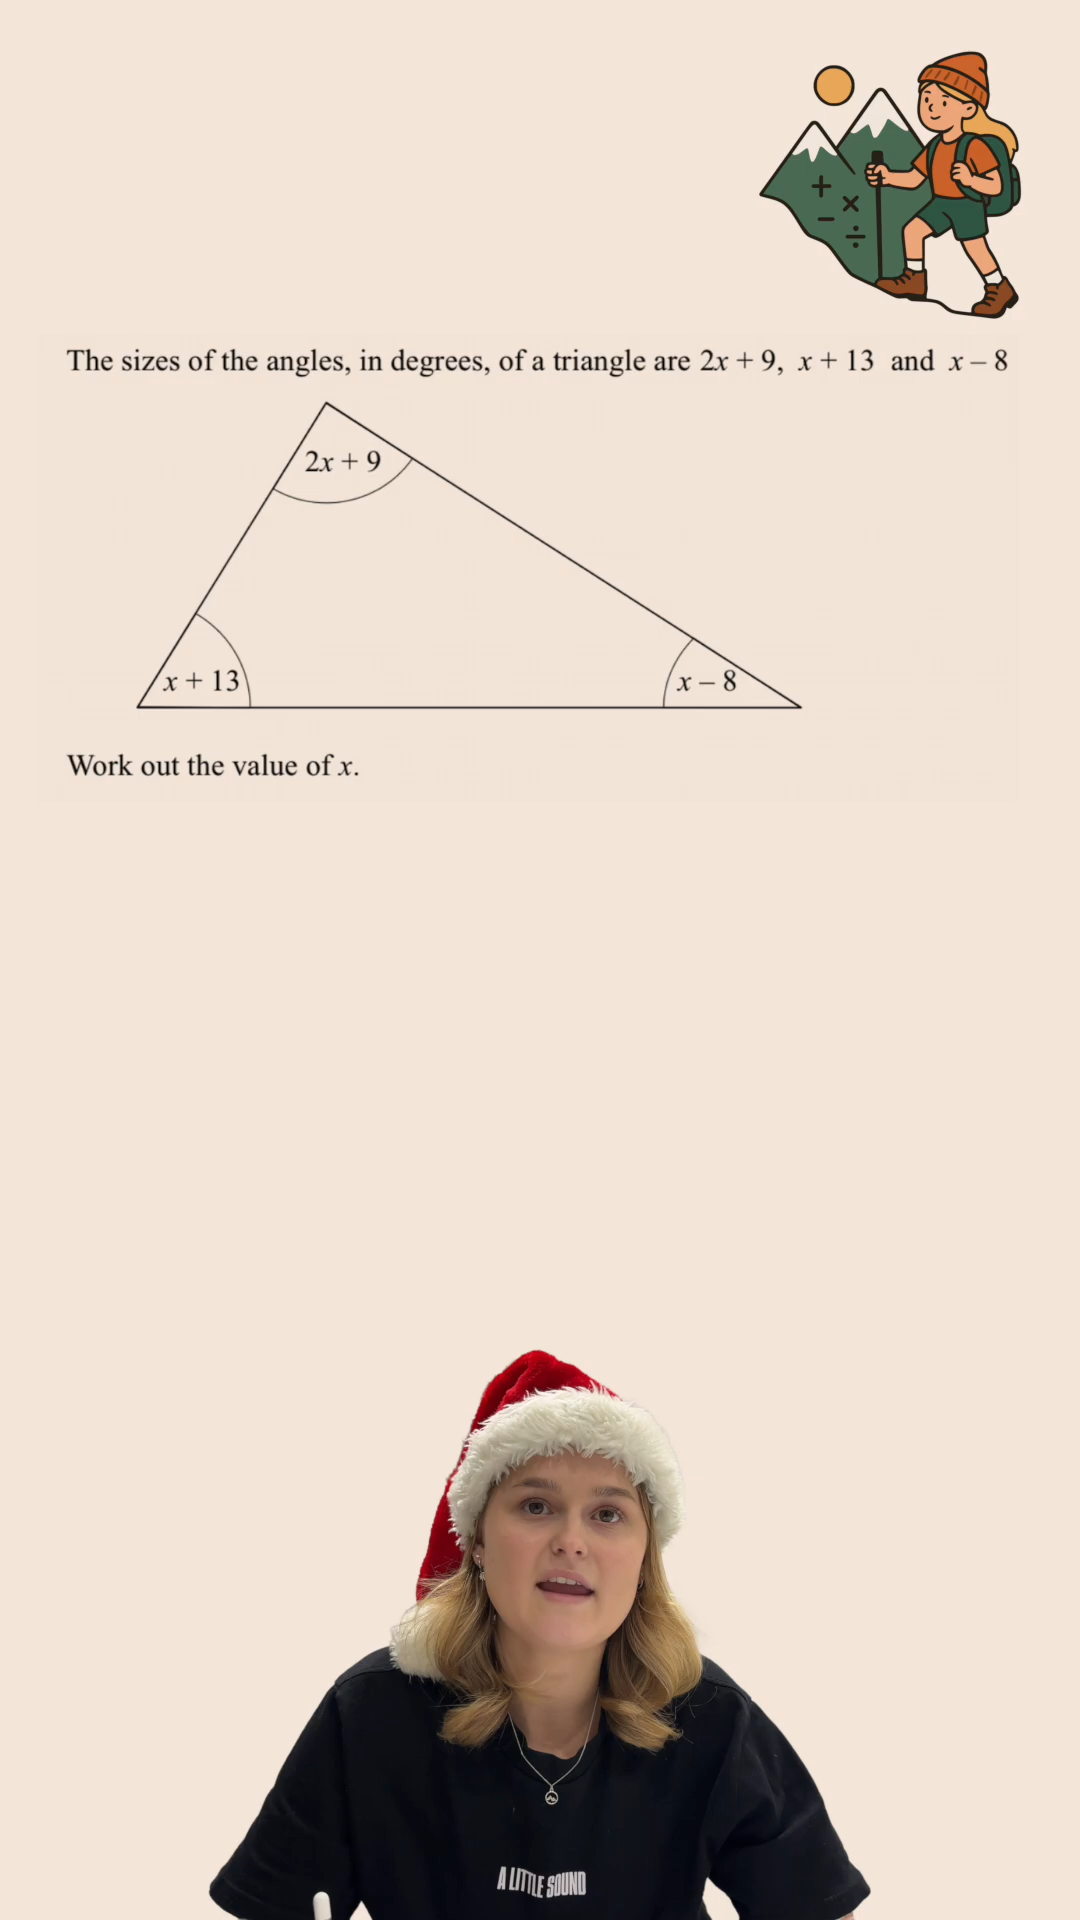 +
×
−
÷
The sizes of the angles, in degrees, of a triangle are 2x + 9, x + 13 and x – 8
2x + 9
x + 13
x – 8
Work out the value of x.
A LITTLE SOUND